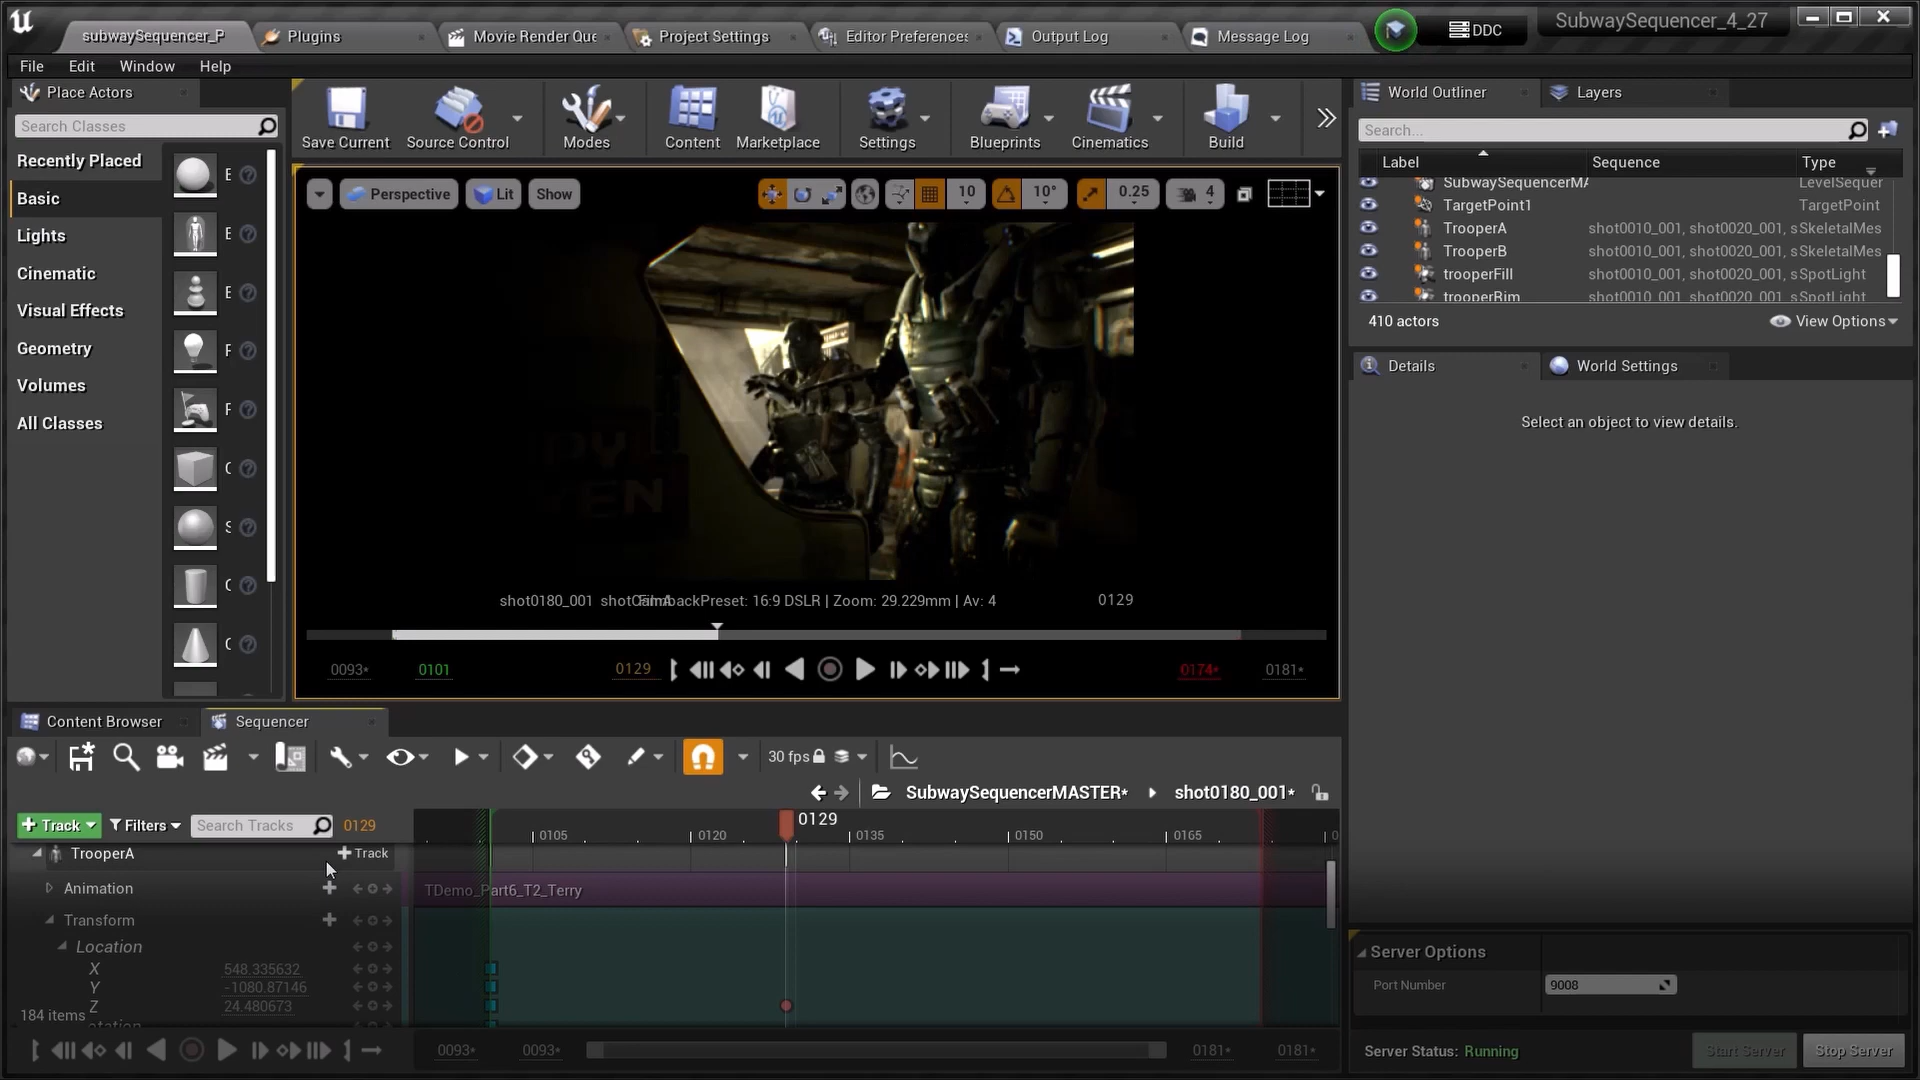 subwaySequencer_P
Plugins
Movie Render Que
Project Settings
Editor Preferences
Output Log
Message Log
DDC
SubwaySequencer_4_27
File
Edit
Window
Help
Place Actors
Search Classes
Recently Placed
Basic
Lights
Cinematic
Visual Effects
Geometry
Volumes
All Classes
E
E
E
F
F
C
S
C
C
Save Current
Source Control
Modes
Content
Marketplace
Settings
Blueprints
Cinematics
Build
Perspective
Lit
Show
10
10°
0.25
4
shot0180_001
FilmbackPreset: 16:9 DSLR | Zoom: 29.229mm | Av: 4
0129
0093*
0101
0129
0174*
0181*
World Outliner
Layers
Search...
Label
Sequence
Type
SubwaySequencerMA
LevelSequer
TargetPoint1
TargetPoint
TrooperA
shot0010_001, shot0020_001, s
SkeletalMes
TrooperB
shot0010_001, shot0020_001, s
SkeletalMes
trooperFill
shot0010_001, shot0020_001, s
SpotLight
trooperRim
shot0010_001, shot0020_001, s
SpotLight
410 actors
View Options
Details
World Settings
Select an object to view details.
Content Browser
Sequencer
30 fps
SubwaySequencerMASTER*
shot0180_001*
Track
Filters
Search Tracks
0129
0129
0105
0120
0135
0150
0165
0
TrooperA
Track
Animation
TDemo_Part6_T2_Terry
Transform
Location
X
548.335632
Y
-1080.87146
Z
24.480673
184 items
0093*
0093*
0181*
0181*
Server Options
Port Number
9008
Server Status: Running
Start Server
Stop Server